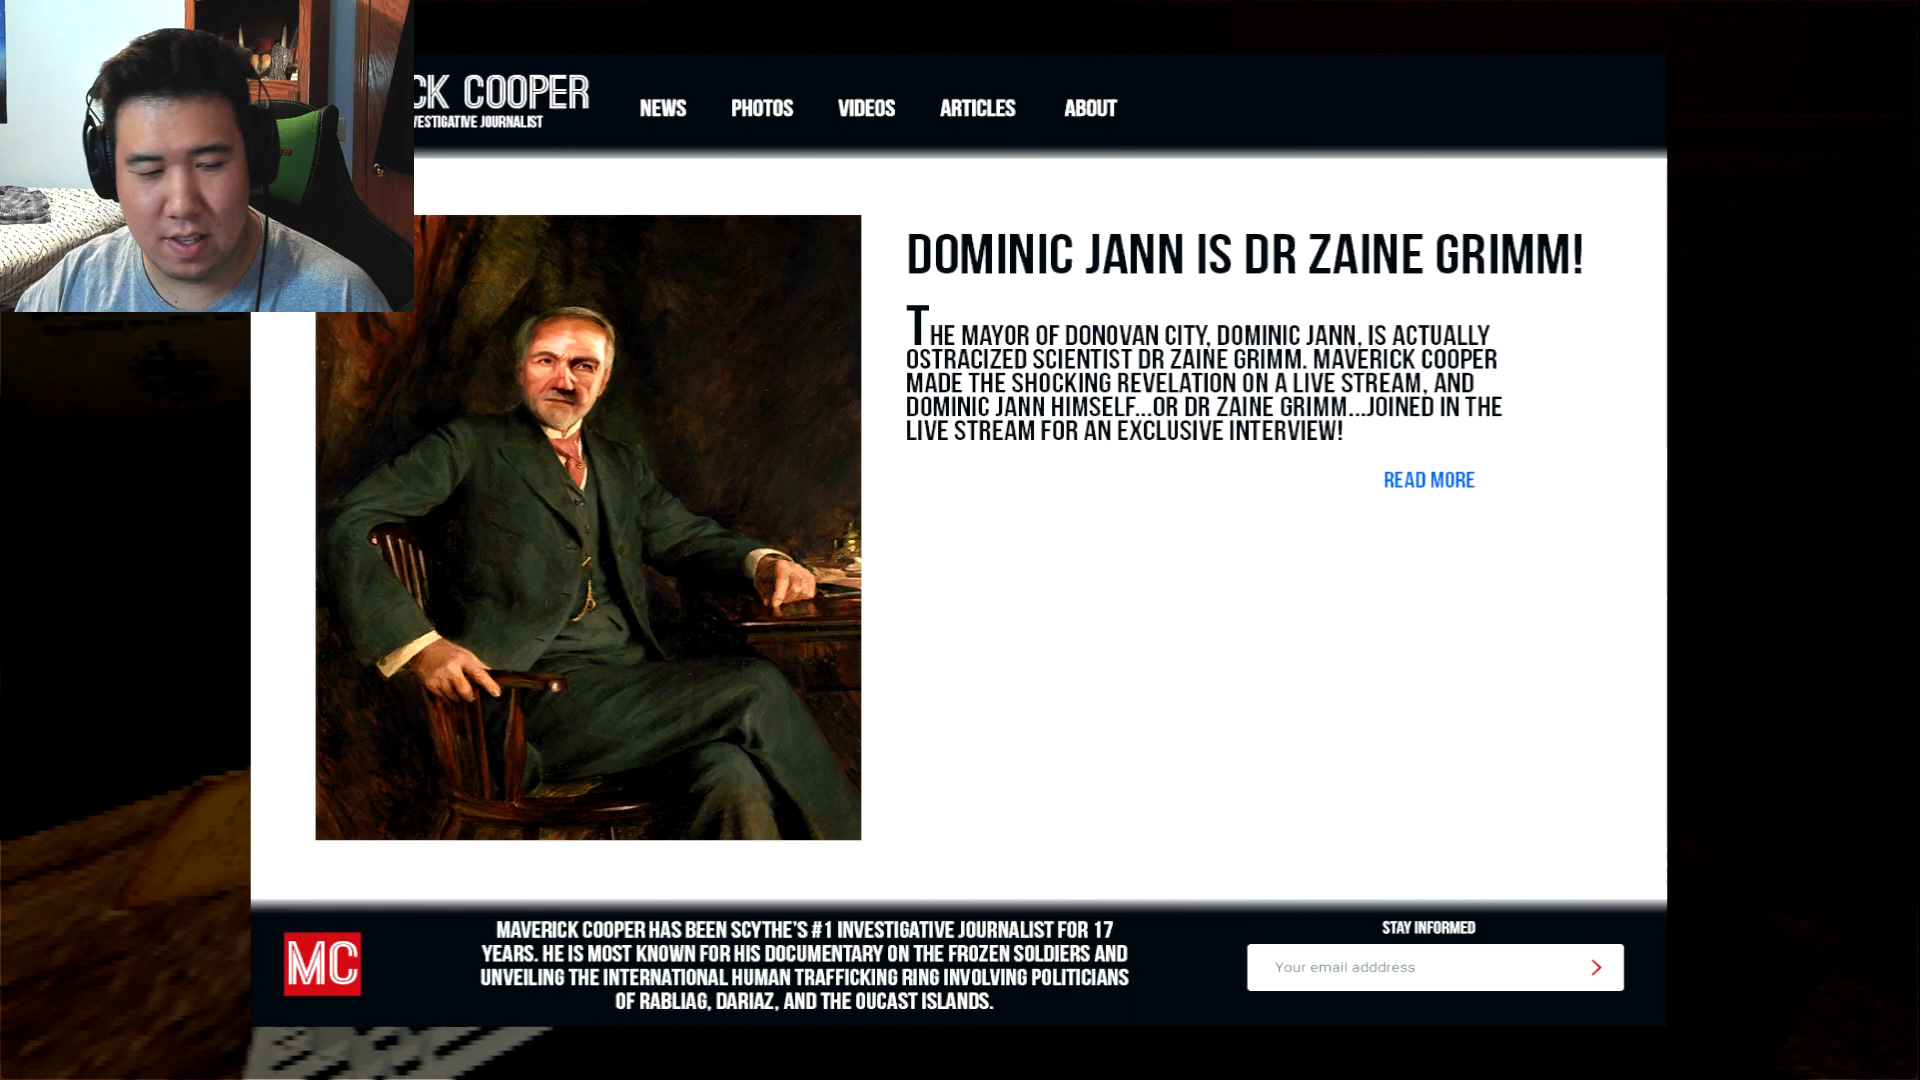 CK COOPER
VESTIGATIVE JOURNALIST
NEWS
PHOTOS
VIDEOS
ARTICLES
ABOUT
DOMINIC JANN IS DR ZAINE GRIMM!
THE MAYOR OF DONOVAN CITY, DOMINIC JANN, IS ACTUALLY
OSTRACIZED SCIENTIST DR ZAINE GRIMM. MAVERICK COOPER
MADE THE SHOCKING REVELATION ON A LIVE STREAM, AND
DOMINIC JANN HIMSELF...OR DR ZAINE GRIMM...JOINED IN THE
LIVE STREAM FOR AN EXCLUSIVE INTERVIEW!
READ MORE
MC
MAVERICK COOPER HAS BEEN SCYTHE'S #1 INVESTIGATIVE JOURNALIST FOR 17
YEARS. HE IS MOST KNOWN FOR HIS DOCUMENTARY ON THE FROZEN SOLDIERS AND
UNVEILING THE INTERNATIONAL HUMAN TRAFFICKING RING INVOLVING POLITICIANS
OF RABLIAG, DARIAZ, AND THE OUCAST ISLANDS.
STAY INFORMED
Your email adddress